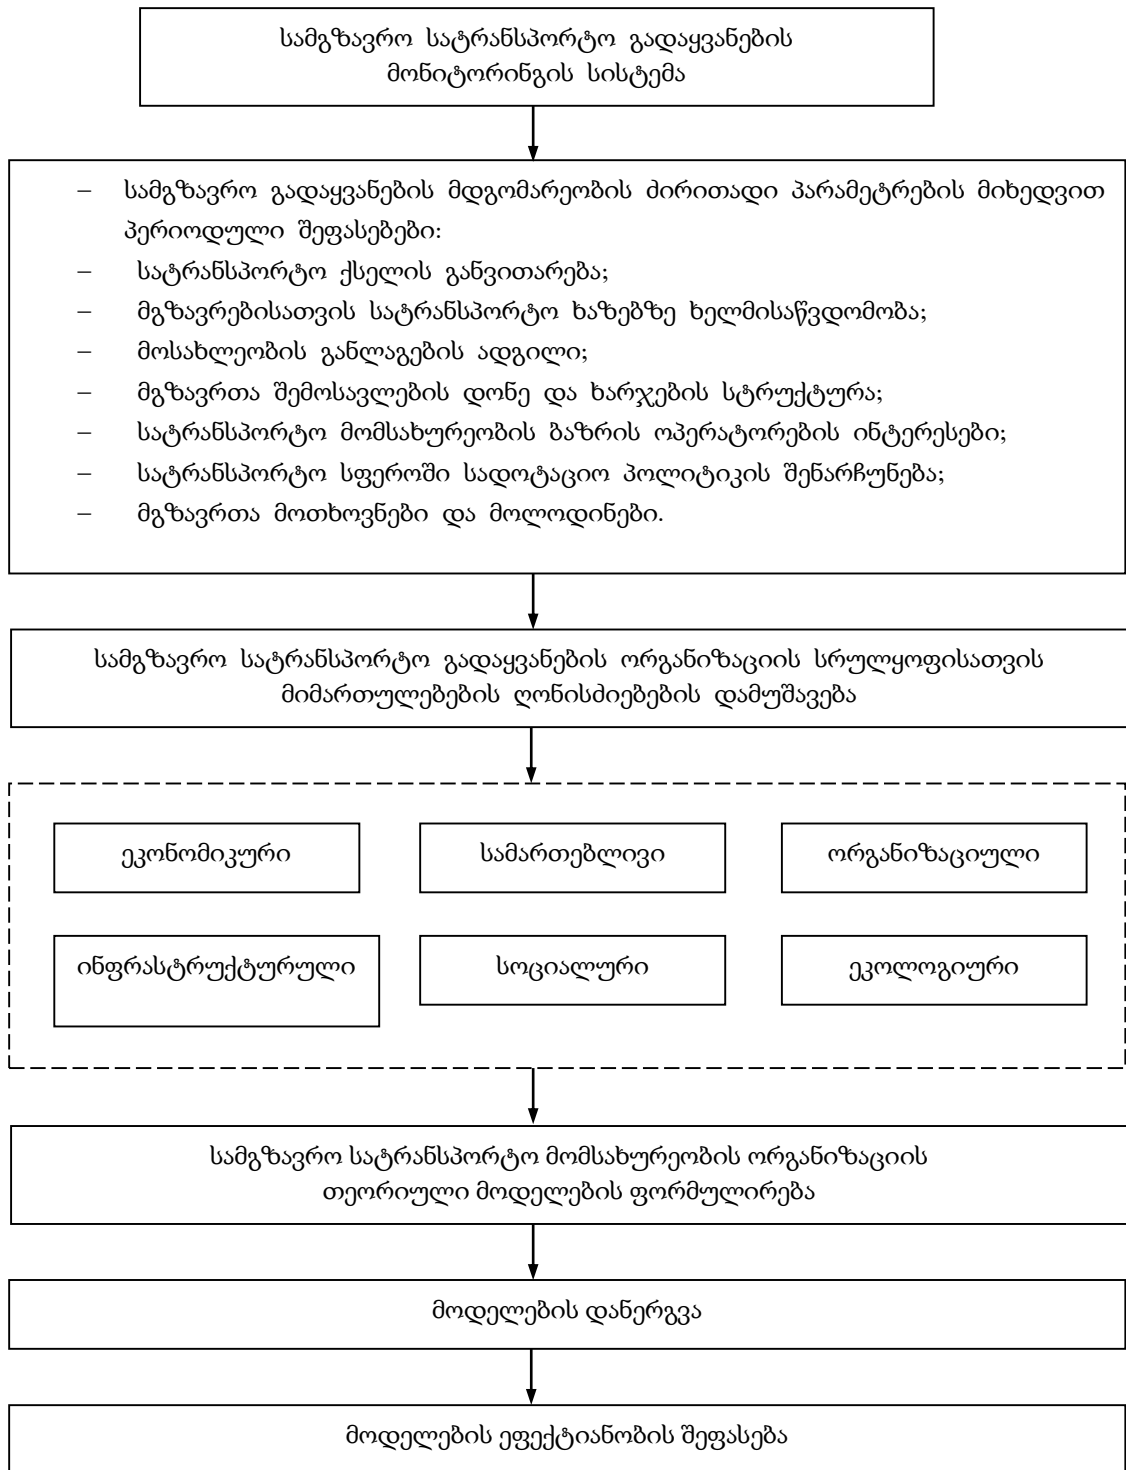 სამგზავრო სატრანსპორტო გადაყვანების
მონიტორინგის სისტემა
– სამგზავრო გადაყვანების მდგომარეობის ძირითადი პარამეტრების მიხედვით
პერიოდული შეფასებები:
– სატრანსპორტო ქსელის განვითარება;
– მგზავრებისათვის სატრანსპორტო ხაზებზე ხელმისაწვდომობა;
– მოსახლეობის განლაგების ადგილი;
– მგზავრთა შემოსავლების დონე და ხარჯების სტრუქტურა;
– სატრანსპორტო მომსახურეობის ბაზრის ოპერატორების ინტერესები;
– სატრანსპორტო სფეროში სადოტაციო პოლიტიკის შენარჩუნება;
– მგზავრთა მოთხოვნები და მოლოდინები.
სამგზავრო სატრანსპორტო გადაყვანების ორგანიზაციის სრულყოფისათვის
მიმართულებების ღონისძიებების დამუშავება
ეკონომიკური სამართებლივი ორგანიზაციული
ინფრასტრუქტურული სოციალური ეკოლოგიური
სამგზავრო სატრანსპორტო მომსახურეობის ორგანიზაციის
თეორიული მოდელების ფორმულირება
მოდელების დანერგვა
მოდელების ეფექტიანობის შეფასება